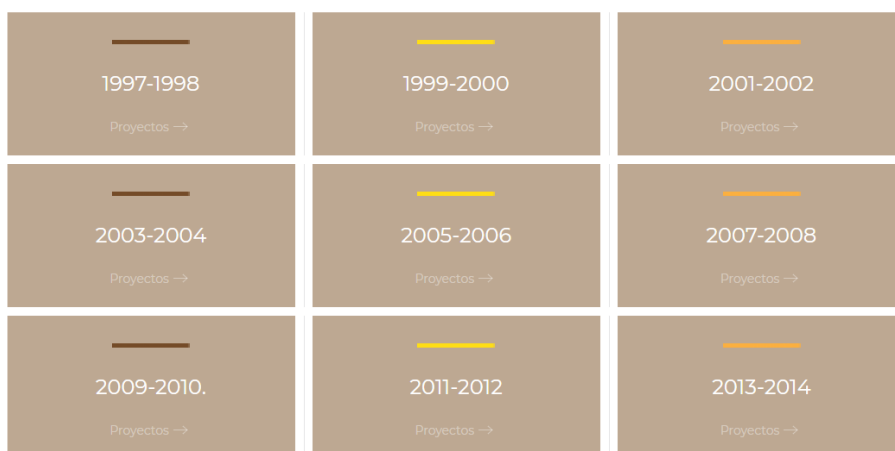 1997-1998
Proyectos →
1999-2000
Proyectos →
2001-2002
Proyectos →
2003-2004
Proyectos →
2005-2006
Proyectos →
2007-2008
Proyectos →
2009-2010.
Proyectos →
2011-2012
Proyectos →
2013-2014
Proyectos →